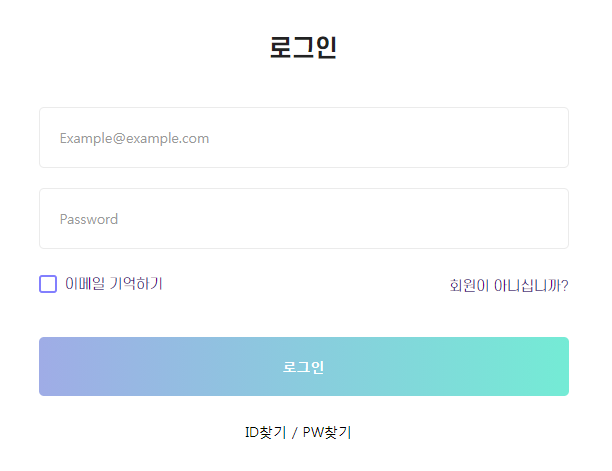 로그인
Example@example.com
Password
이메일 기억하기
회원이 아니십니까?
로그인
ID찾기 / PW찾기